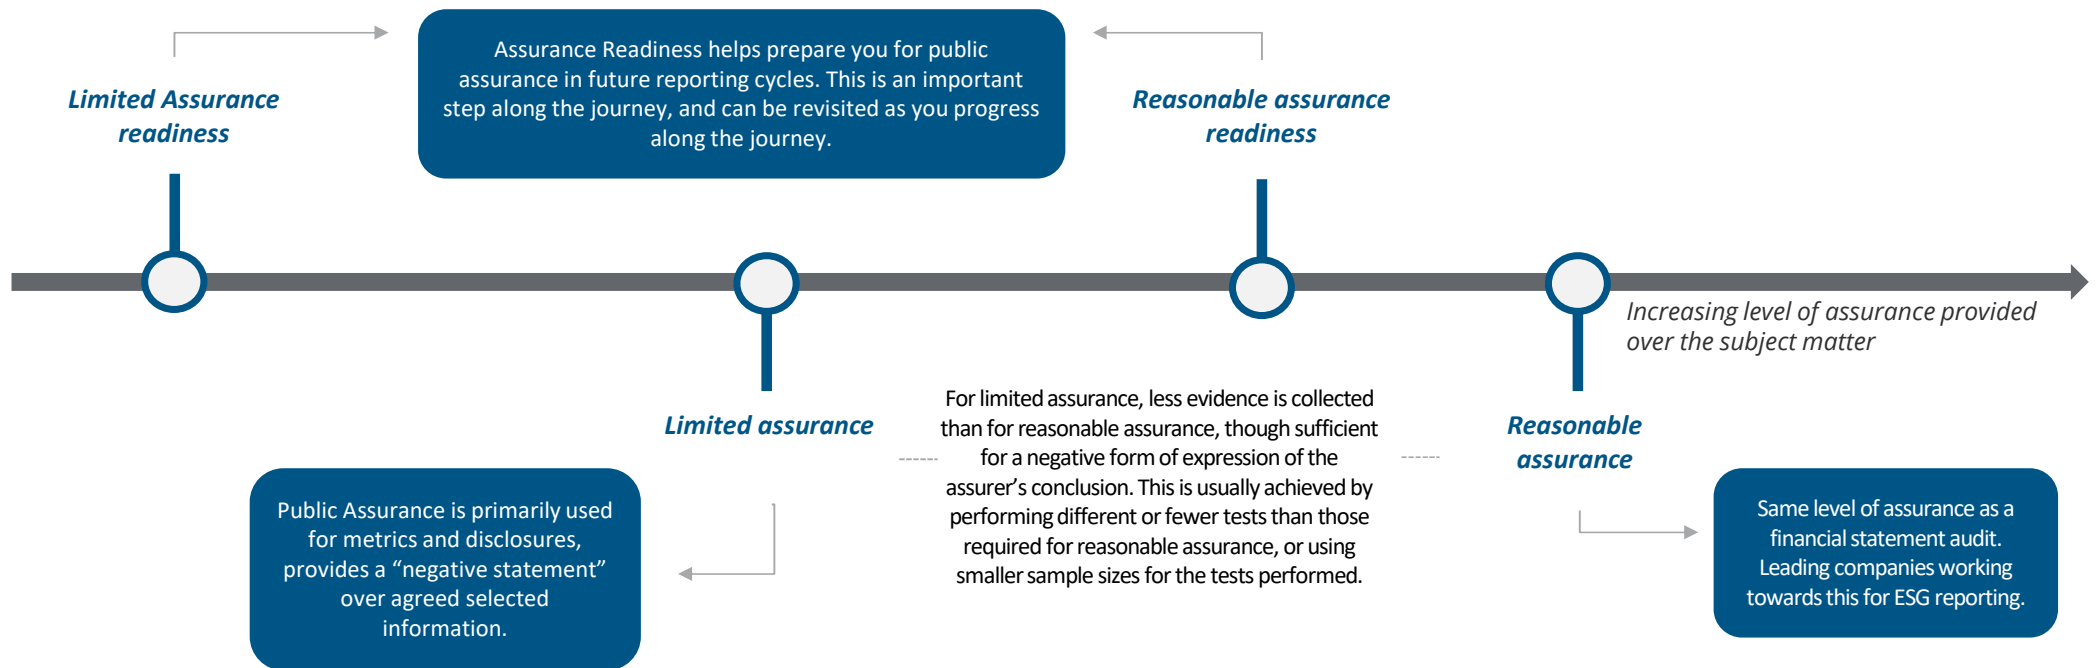 Limited Assurance
readiness
Assurance Readiness helps prepare you for public
assurance in future reporting cycles. This is an important
step along the journey, and can be revisited as you progress
along the journey.
Reasonable assurance
readiness
Increasing level of assurance provided
over the subject matter
Limited assurance
Public Assurance is primarily used
for metrics and disclosures,
provides a “negative statement”
over agreed selected
information.
For limited assurance, less evidence is collected
than for reasonable assurance, though sufficient
for a negative form of expression of the
assurer’s conclusion. This is usually achieved by
performing different or fewer tests than those
required for reasonable assurance, or using
smaller sample sizes for the tests performed.
Reasonable
assurance
Same level of assurance as a
financial statement audit.
Leading companies working
towards this for ESG reporting.